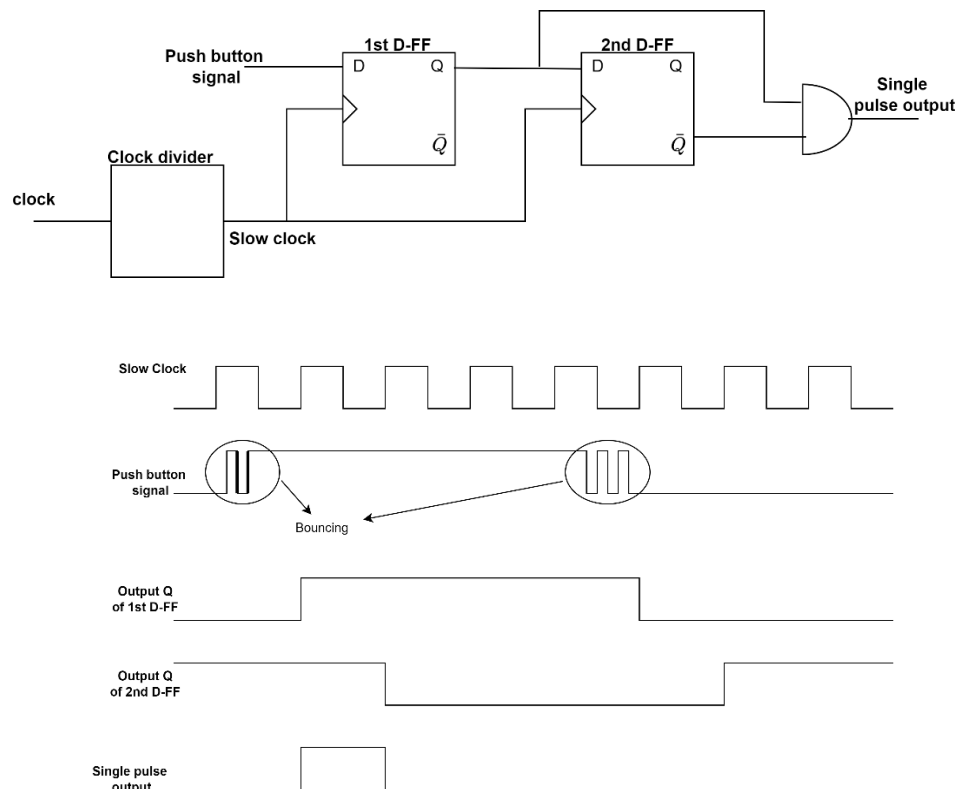 1st D-FF
2nd D-FF
Push button
signal
D Q
D Q
Single
pulse output
Q̄
Q̄
Clock divider
clock
Slow clock
Slow Clock
Push button
signal
Bouncing
Output Q
of 1st D-FF
Output Q
of 2nd D-FF
Single pulse
output